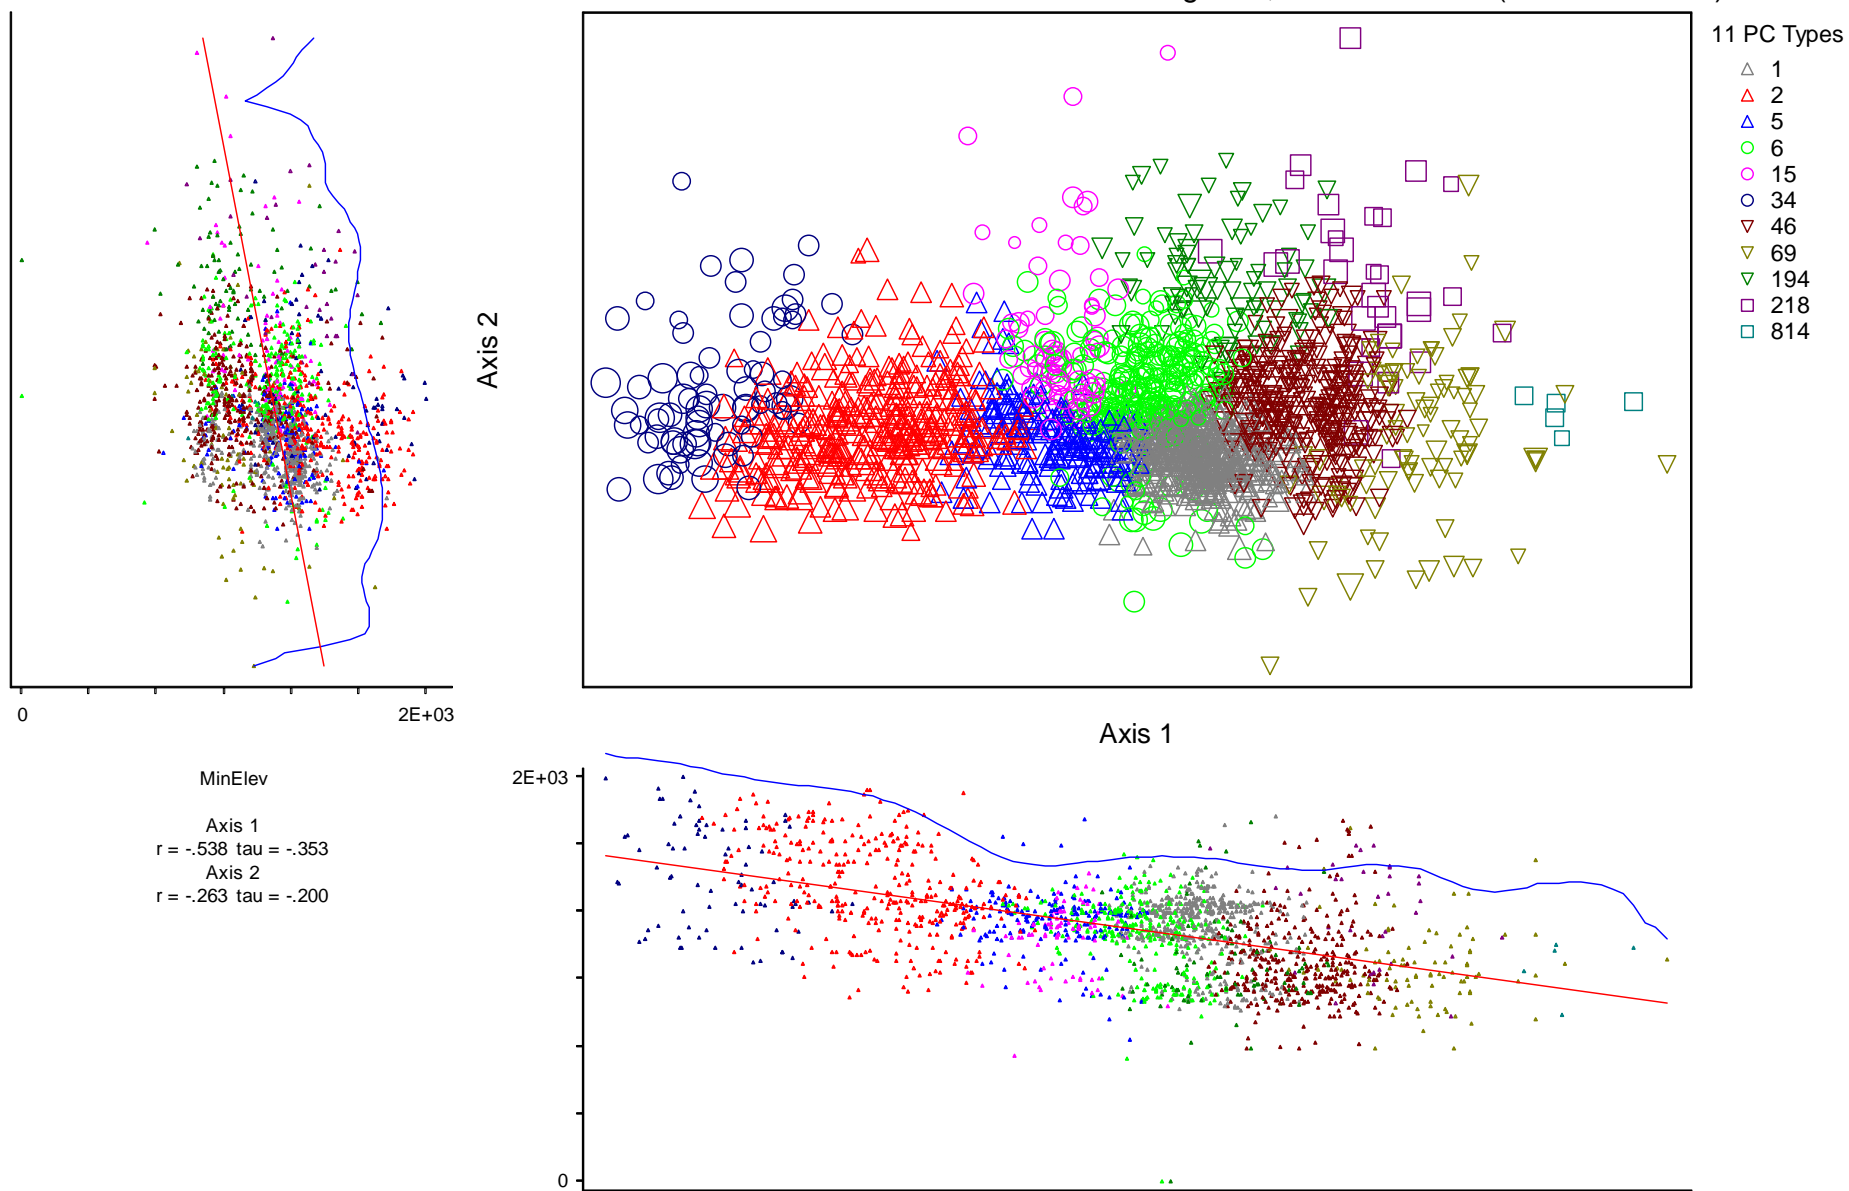 11 PC Types
1
2
5
6
15
34
46
69
194
218
814
Axis 2
0
2E+03
Axis 1
MinElev
Axis 1
r = -.538 tau = -.353
Axis 2
r = -.263 tau = -.200
2E+03
0